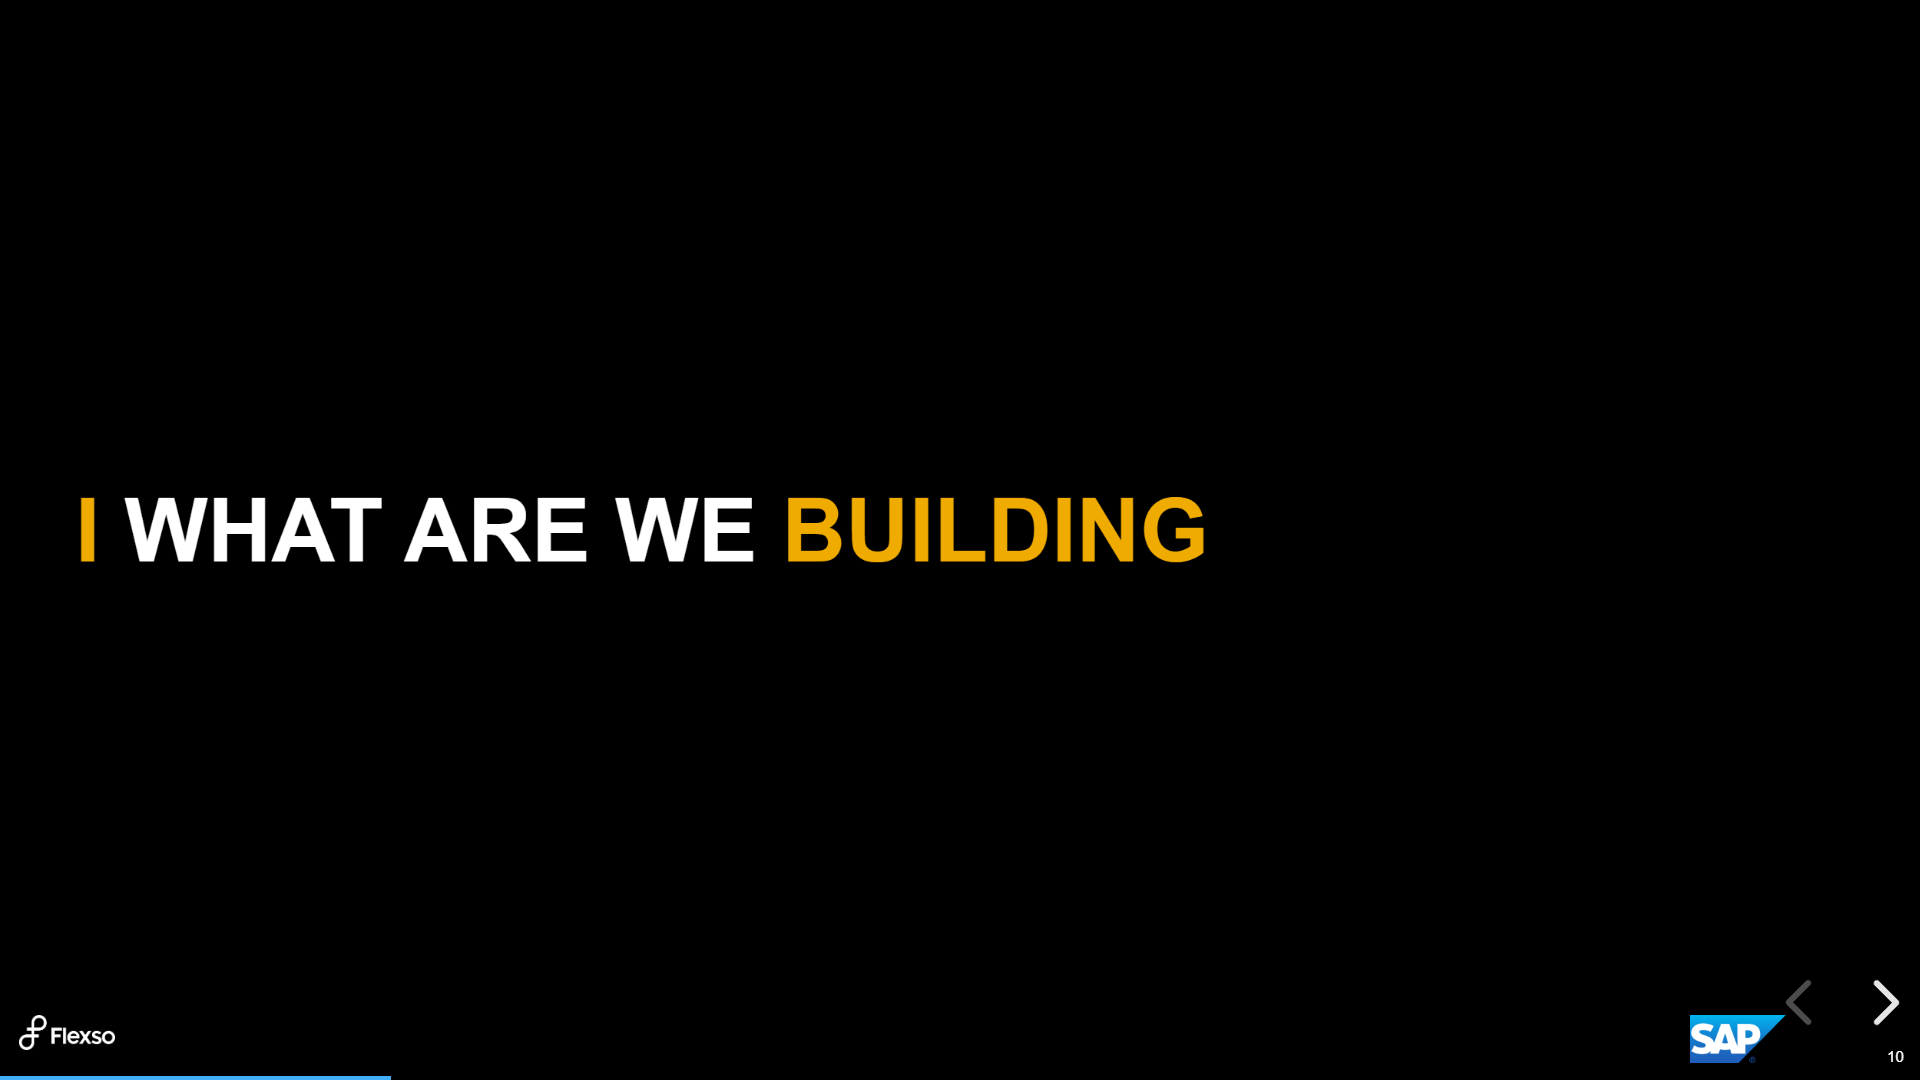 I WHAT ARE WE BUILDING
Flexso
SAP
10